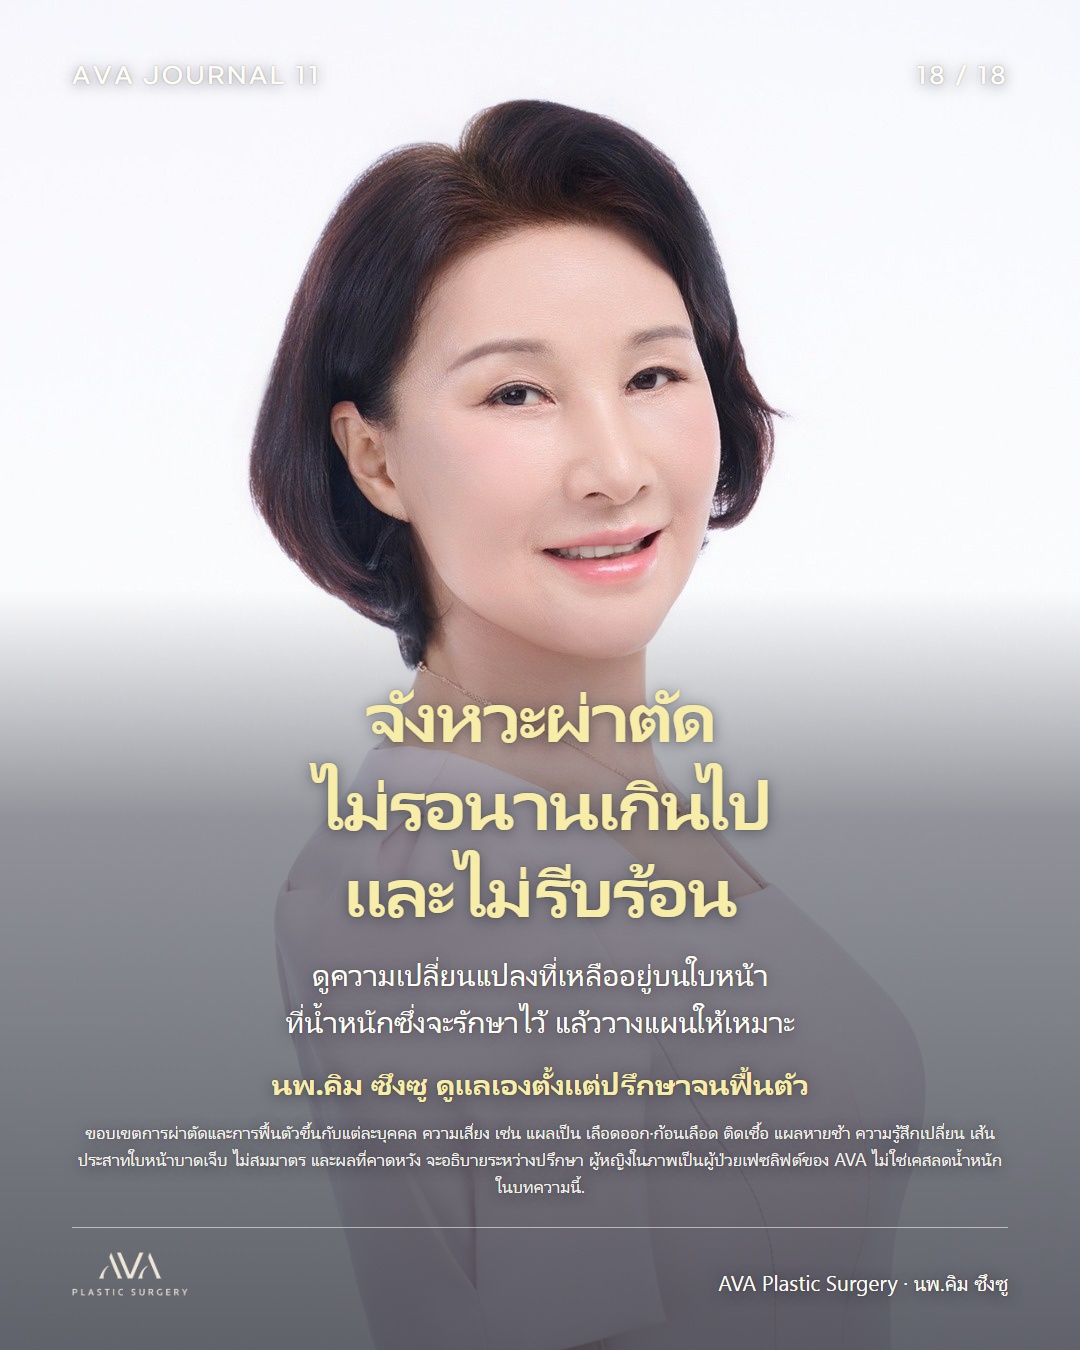 AVA JOURNAL 11
18 / 18
จังหวะผ่าตัด
ไม่รอนานเกินไป
และไม่รีบร้อน
ดูความเปลี่ยนแปลงที่เหลืออยู่บนใบหน้า
ที่น้ำหนักซึ่งจะรักษาไว้ แล้ววางแผนให้เหมาะ
นพ.คิม ซึงซู ดูแลเองตั้งแต่ปรึกษาจนฟื้นตัว
ขอบเขตการผ่าตัดและการฟื้นตัวขึ้นกับแต่ละบุคคล ความเสี่ยง เช่น แผลเป็น เลือดออก·ก้อนเลือด ติดเชื้อ แผลหายช้า ความรู้สึกเปลี่ยน เส้น
ประสาทใบหน้าบาดเจ็บ ไม่สมมาตร และผลที่คาดหวัง จะอธิบายระหว่างปรึกษา ผู้หญิงในภาพเป็นผู้ป่วยเฟซลิฟต์ของ AVA ไม่ใช่เคสลดน้ำหนัก
ในบทความนี้.
AVA
PLASTIC SURGERY
AVA Plastic Surgery · นพ.คิม ซึงซู